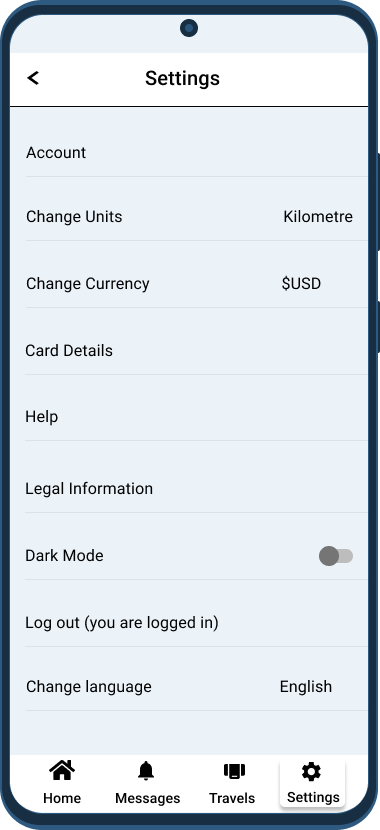 Settings
Account
Change Units Kilometre
Change Currency $USD
Card Details
Help
Legal Information
Dark Mode
Log out (you are logged in)
Change language English
Home Messages Travels Settings